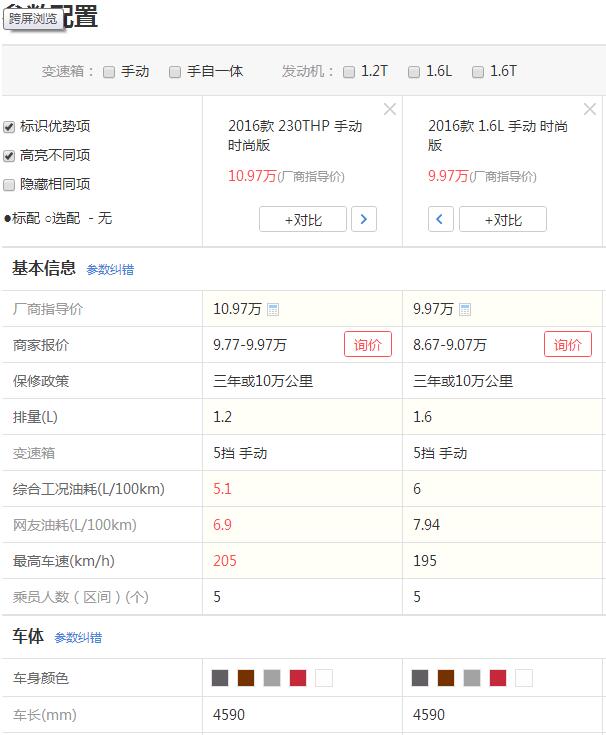 参数配置
跨屏浏览
变速箱： 手动 手自一体 发动机： 1.2T 1.6L 1.6T
标识优势项
高亮不同项
隐藏相同项
●标配 ○选配 - 无
2016款 230THP 手动
时尚版
10.97万(厂商指导价)
+对比 >
2016款 1.6L 手动 时尚
版
9.97万(厂商指导价)
< +对比
基本信息 参数纠错
厂商指导价 10.97万 9.97万
商家报价 9.77-9.97万 询价 8.67-9.07万 询价
保修政策 三年或10万公里 三年或10万公里
排量(L) 1.2 1.6
变速箱 5挡 手动 5挡 手动
综合工况油耗(L/100km) 5.1 6
网友油耗(L/100km) 6.9 7.94
最高车速(km/h) 205 195
乘员人数（区间）(个) 5 5
车体 参数纠错
车身颜色
车长(mm) 4590 4590